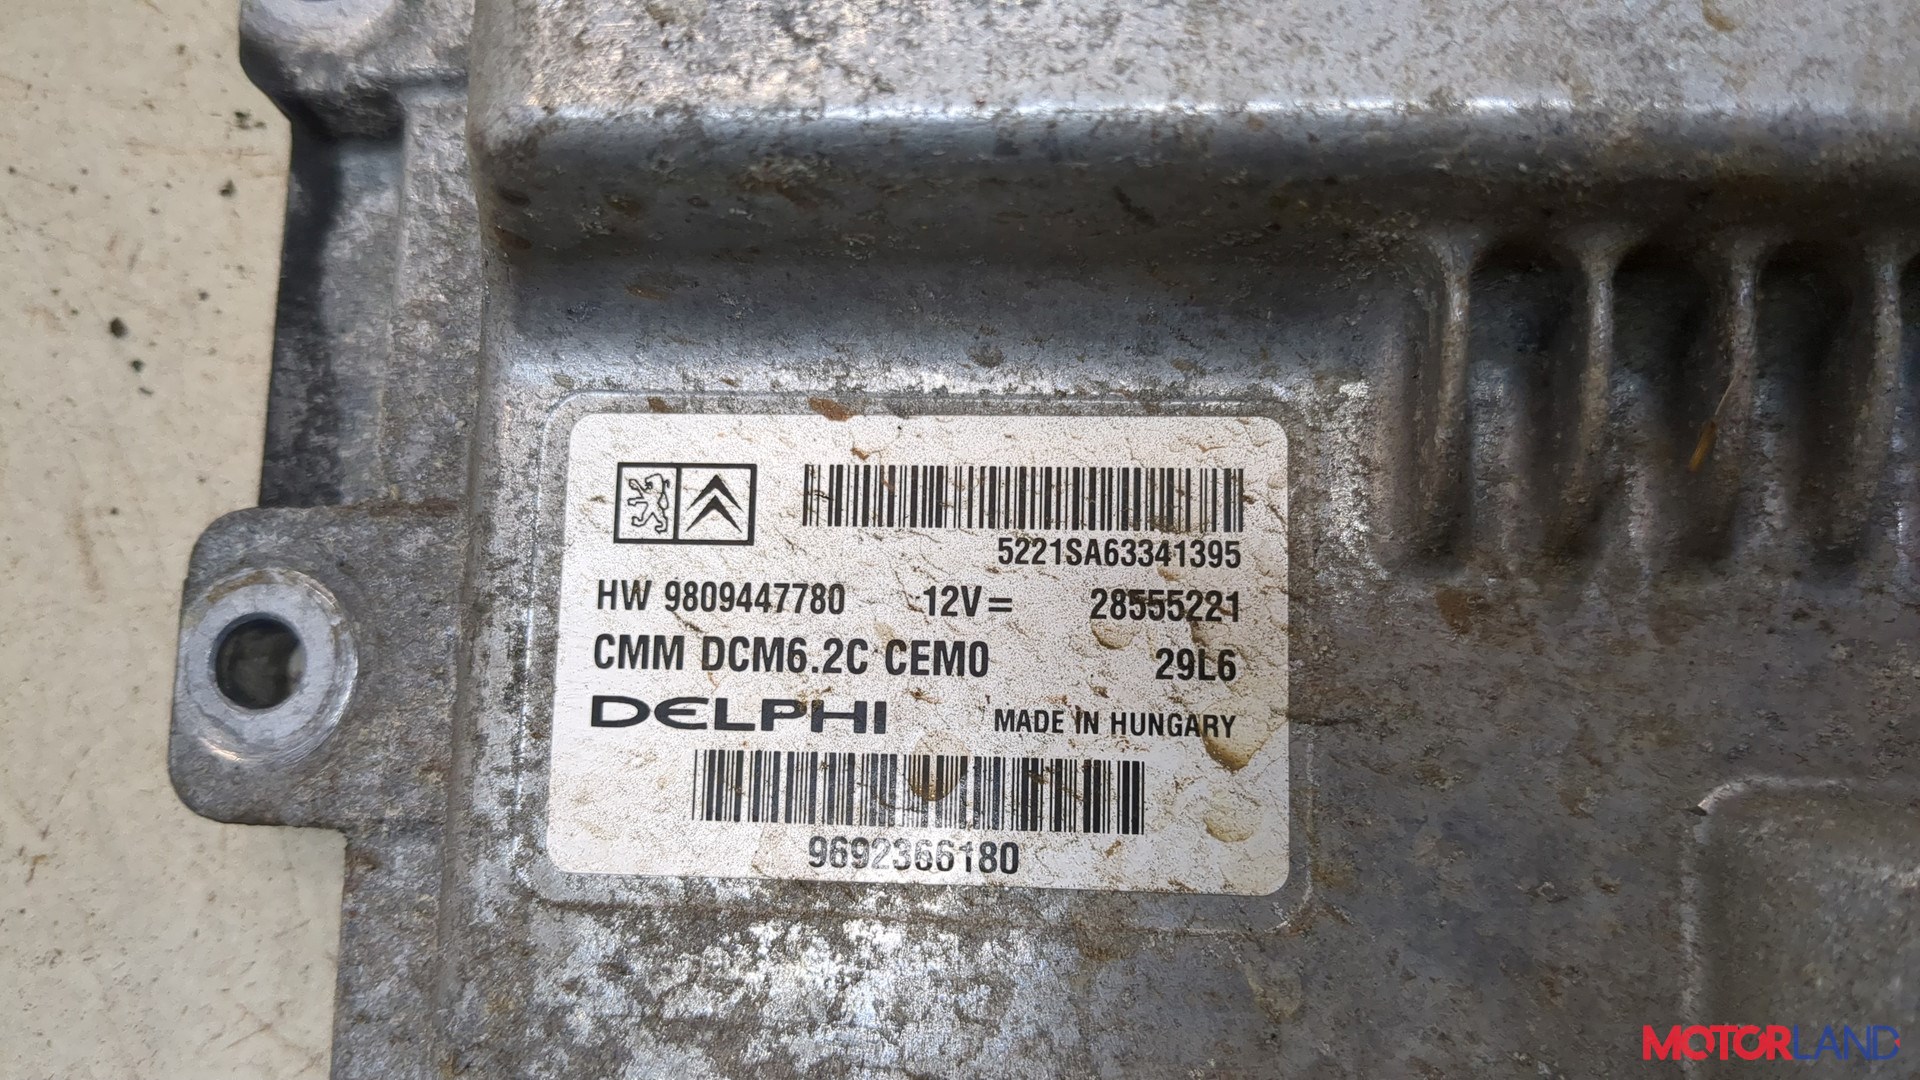 5221SA63341395
HW 9809447780 12V= 28555221
CMM DCM6.2C CEM0 29L6
DELPHI MADE IN HUNGARY
9692366180
MOTORLAND